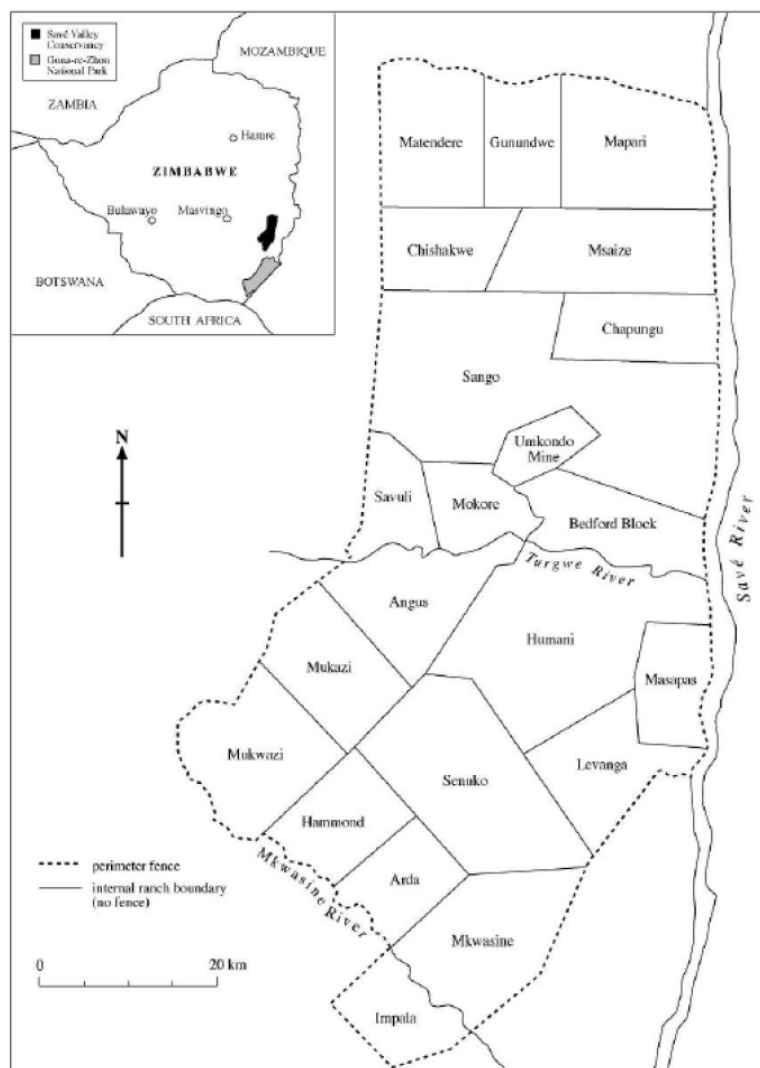 Savé Valley
Conservancy
Gona-re-Zhou
National Park
MOZAMBIQUE
ZAMBIA
Harare
ZIMBABWE
Bulawayo
Masvingo
BOTSWANA
SOUTH AFRICA
Matendere
Gunundwe
Mapari
Chishakwe
Msaize
Chapungu
Sango
N
Umkondo
Mine
Savuli
Mokore
Bedford Block
Savé River
Turgwe River
Angus
Humani
Mukazi
Masapas
Mukwazi
Senuko
Levanga
Hammond
Mkwasine River
perimeter fence
internal ranch boundary
(no fence)
Arda
Mkwasine
0
20 km
Impala